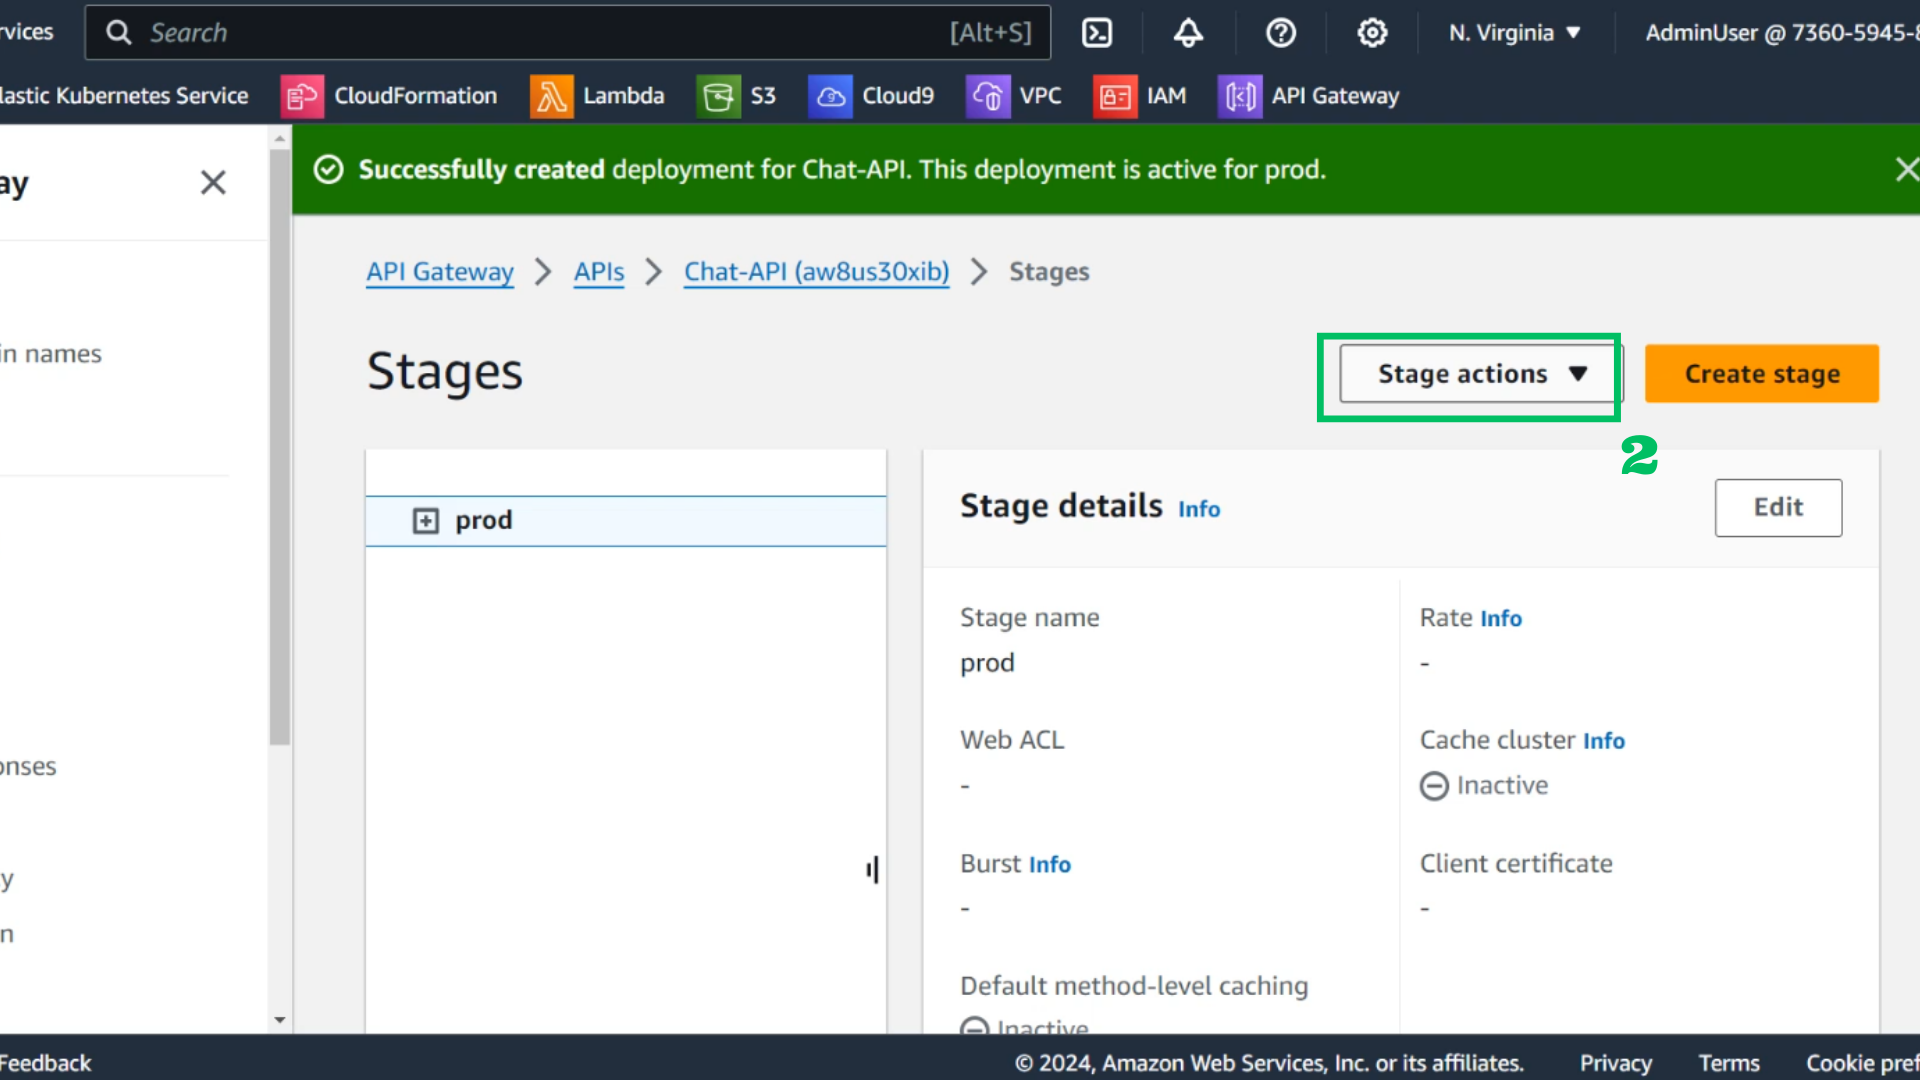 rvices Search [Alt+S] N. Virginia ▼ AdminUser @ 7360-5945-8
lastic Kubernetes Service CloudFormation Lambda S3 Cloud9 VPC IAM API Gateway
ay
Successfully created deployment for Chat-API. This deployment is active for prod.
API Gateway > APIs > Chat-API (aw8us30xib) > Stages
in names
Stages
Stage actions ▼
Create stage
2
prod
Stage details Info
Edit
Stage name
prod
Rate Info
-
Web ACL
-
Cache cluster Info
Inactive
onses
Burst Info
-
Client certificate
-
y
n
Default method-level caching
Inactive
Feedback © 2024, Amazon Web Services, Inc. or its affiliates. Privacy Terms Cookie pref